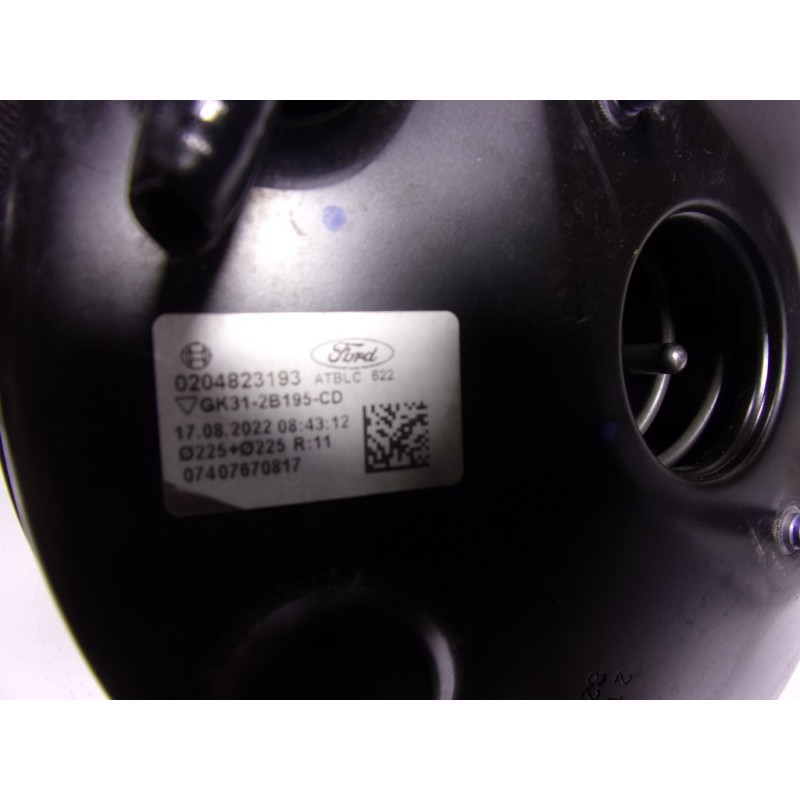 Ford
0204823193 ATBLC 622
GK31-2B195-CD
17.08.2022 08:43:12
Ø225+Ø225 R:11
07407670817